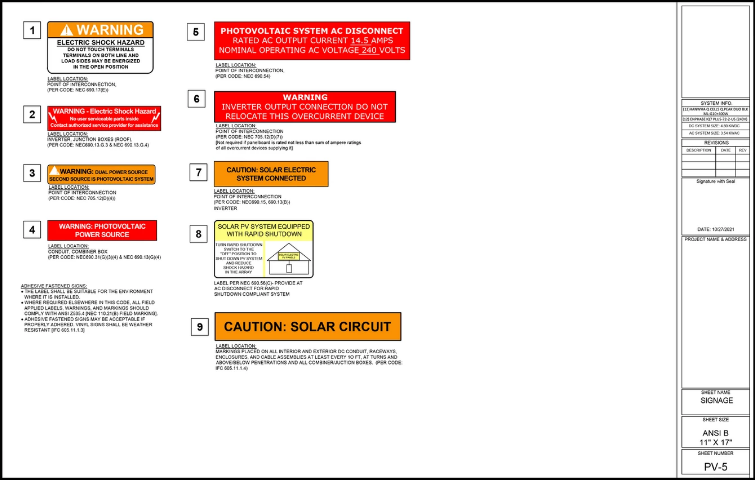 1
WARNING
ELECTRIC SHOCK HAZARD
DO NOT TOUCH TERMINALS
TERMINALS ON BOTH LINE AND
LOAD SIDES MAY BE ENERGIZED
IN THE OPEN POSITION
LABEL LOCATION:
POINT OF INTERCONNECTION,
(PER CODE: NEC 690.17(E))
2
WARNING - Electric Shock Hazard
No user serviceable parts inside
Contact authorized service provider for assistance
LABEL LOCATION:
INVERTER, JUNCTION BOXES (ROOF),
(PER CODE: NEC690.13.G.3 & NEC 690.13.G.4)
3
WARNING: DUAL POWER SOURCE
SECOND SOURCE IS PHOTOVOLTAIC SYSTEM
LABEL LOCATION:
POINT OF INTERCONNECTION
(PER CODE: NEC 705.12(D)(4))
4
WARNING: PHOTOVOLTAIC
POWER SOURCE
LABEL LOCATION:
CONDUIT, COMBINER BOX
(PER CODE: NEC690.31(G)(3)(4) & NEC 690.13(G)(4)
ADHESIVE FASTENED SIGNS:
• THE LABEL SHALL BE SUITABLE FOR THE ENVIRONMENT
WHERE IT IS INSTALLED.
• WHERE REQUIRED ELSEWHERE IN THIS CODE, ALL FIELD
APPLIED LABELS, WARNINGS, AND MARKINGS SHOULD
COMPLY WITH ANSI Z535.4 [NEC 110.21(B) FIELD MARKING].
• ADHESIVE FASTENED SIGNS MAY BE ACCEPTABLE IF
PROPERLY ADHERED. VINYL SIGNS SHALL BE WEATHER
RESISTANT [IFC 605.11.1.3]
5
PHOTOVOLTAIC SYSTEM AC DISCONNECT
RATED AC OUTPUT CURRENT 14.5 AMPS
NOMINAL OPERATING AC VOLTAGE 240 VOLTS
LABEL LOCATION:
POINT OF INTERCONNECTION,
(PER CODE: NEC 690.54)
6
WARNING
INVERTER OUTPUT CONNECTION DO NOT
RELOCATE THIS OVERCURRENT DEVICE
LABEL LOCATION:
POINT OF INTERCONNECTION
(PER CODE: NEC 705.12(D)(7))
[Not required if panel board is rated not less than sum of ampere ratings
of all overcurrent devices supplying it]
7
CAUTION: SOLAR ELECTRIC
SYSTEM CONNECTED
LABEL LOCATION:
POINT OF INTERCONNECTION
(PER CODE: NEC690.15, 690.13(B))
INVERTER
8
SOLAR PV SYSTEM EQUIPPED
WITH RAPID SHUTDOWN
TURN RAPID SHUTDOWN
SWITCH TO THE
"OFF" POSITION TO
SHUT DOWN PV SYSTEM
AND REDUCE
SHOCK HAZARD
IN THE ARRAY
LABEL PER NEC 690.56(C)- PROVIDE AT
AC DISCONNECT FOR RAPID
SHUTDOWN COMPLIANT SYSTEM
9
CAUTION: SOLAR CIRCUIT
LABEL LOCATION:
MARKINGS PLACED ON ALL INTERIOR AND EXTERIOR DC CONDUIT, RACEWAYS,
ENCLOSURES, AND CABLE ASSEMBLIES AT LEAST EVERY 10 FT, AT TURNS AND
ABOVE/BELOW PENETRATIONS AND ALL COMBINER/JUCTION BOXES. (PER CODE:
IFC 605.11.1.4)
SYSTEM INFO.
DC SYSTEM SIZE:
AC SYSTEM SIZE:
REVISIONS
DESCRIPTION DATE REV
Signature with Seal
DATE: 10/27/2021
PROJECT NAME & ADDRESS
SHEET NAME
SIGNAGE
SHEET SIZE
ANSI B
11" X 17"
SHEET NUMBER
PV-5